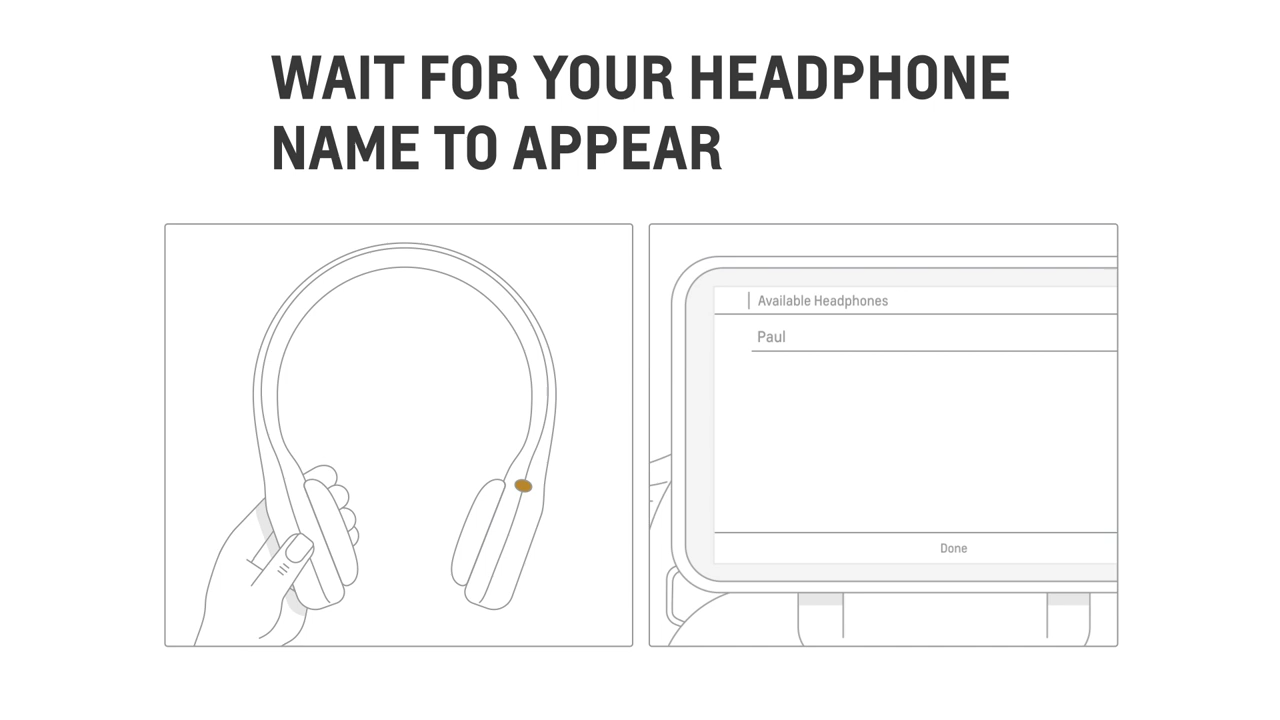 WAIT FOR YOUR HEADPHONE
NAME TO APPEAR
Available Headphones
Paul
Done